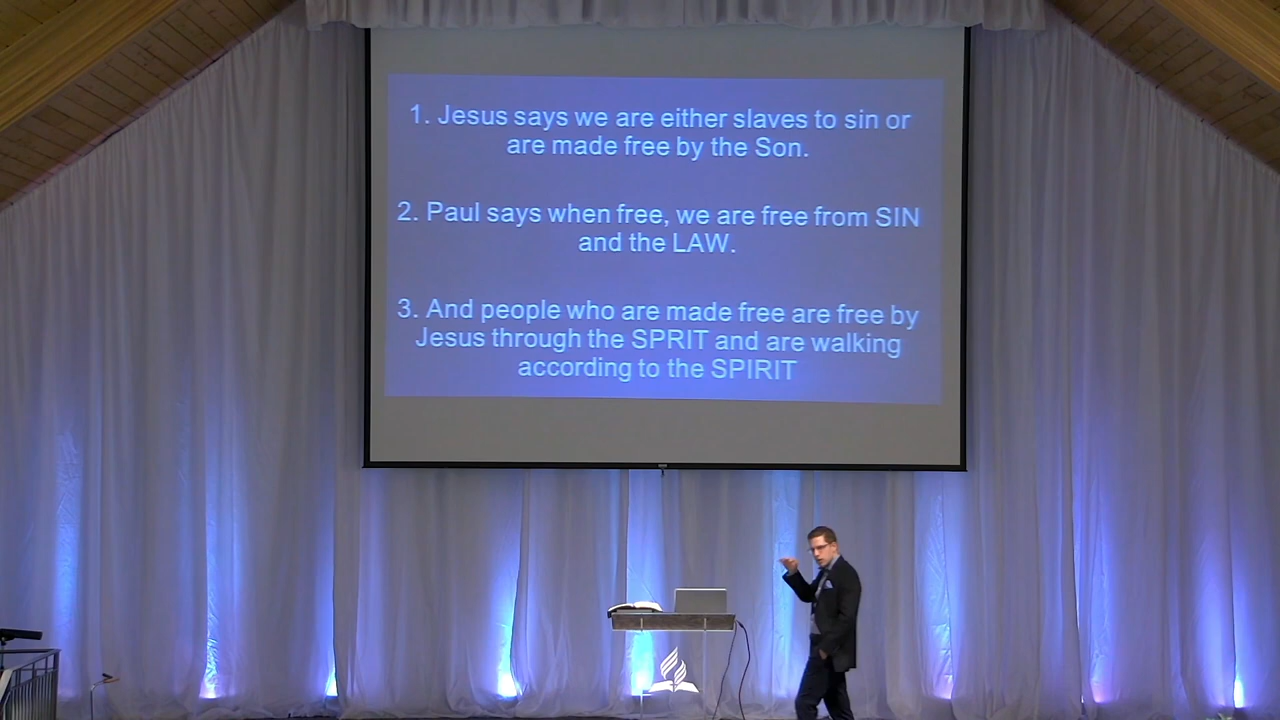 1. Jesus says we are either slaves to sin or
are made free by the Son.
2. Paul says when free, we are free from SIN
and the LAW.
3. And people who are made free are free by
Jesus through the SPRIT and are walking
according to the SPIRIT